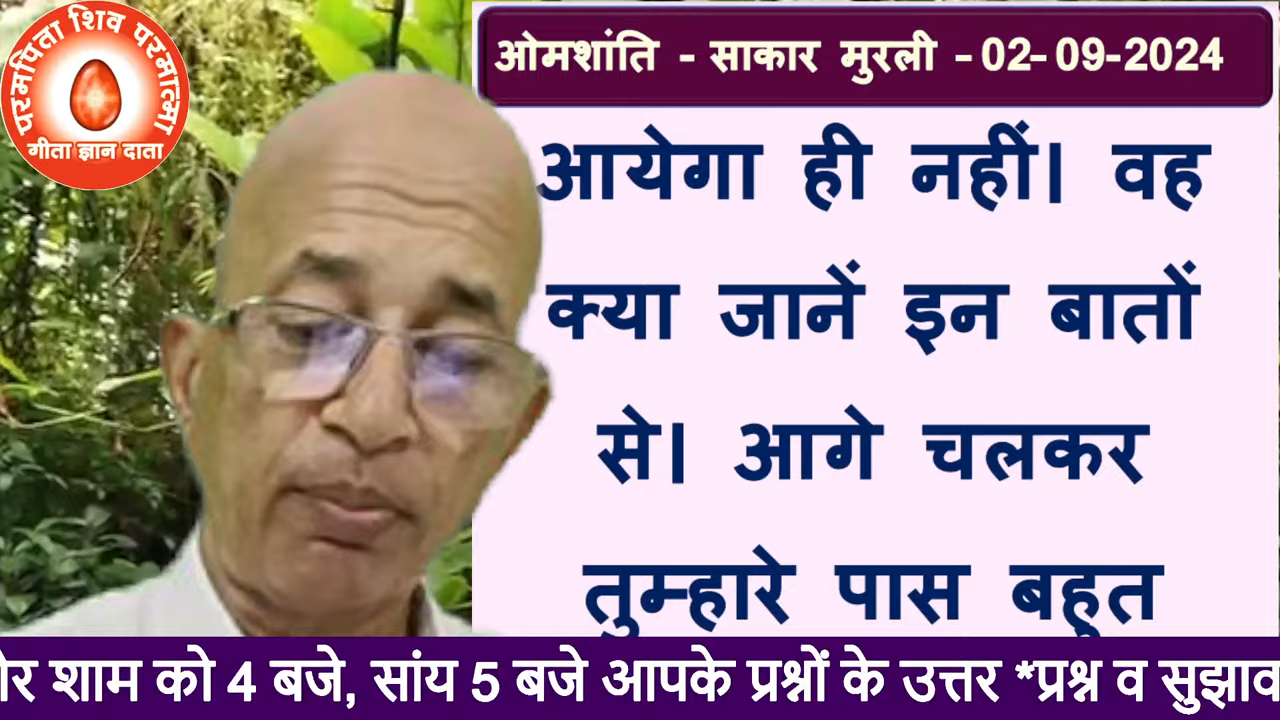 परमपिता शिव परमात्मा
गीता ज्ञान दाता
ओमशांति - साकार मुरली - 02-09-2024
आयेगा ही नहीं। वह
क्या जानें इन बातों
से। आगे चलकर
तुम्हारे पास बहुत
शाम को 4 बजे, सांय 5 बजे आपके प्रश्नों के उत्तर *प्रश्न व सुझाव